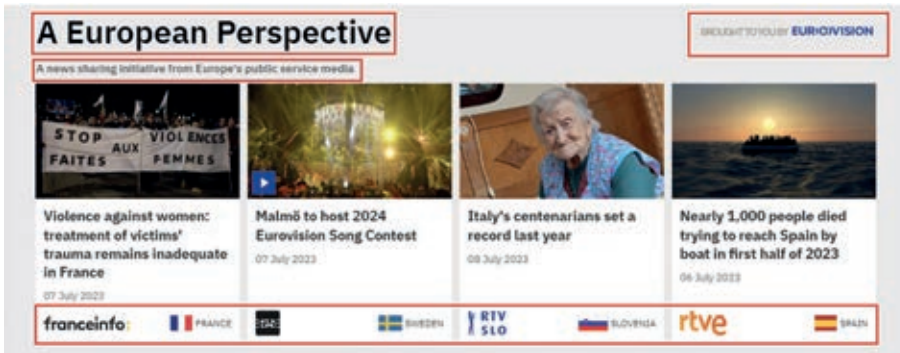 A European Perspective
BROUGHT TO YOU BY EUROVISION
A news sharing initiative from Europe's public service media
STOP AUX VIOLENCES
FAITES FEMMES
Violence against women:
treatment of victims'
trauma remains inadequate
in France
07 July 2023
Malmö to host 2024
Eurovision Song Contest
07 July 2023
Italy's centenarians set a
record last year
08 July 2023
Nearly 1,000 people died
trying to reach Spain by
boat in first half of 2023
06 July 2023
franceinfo:
FRANCE
SWEDEN
RTV
SLO
SLOVENIA
rtve
SPAIN